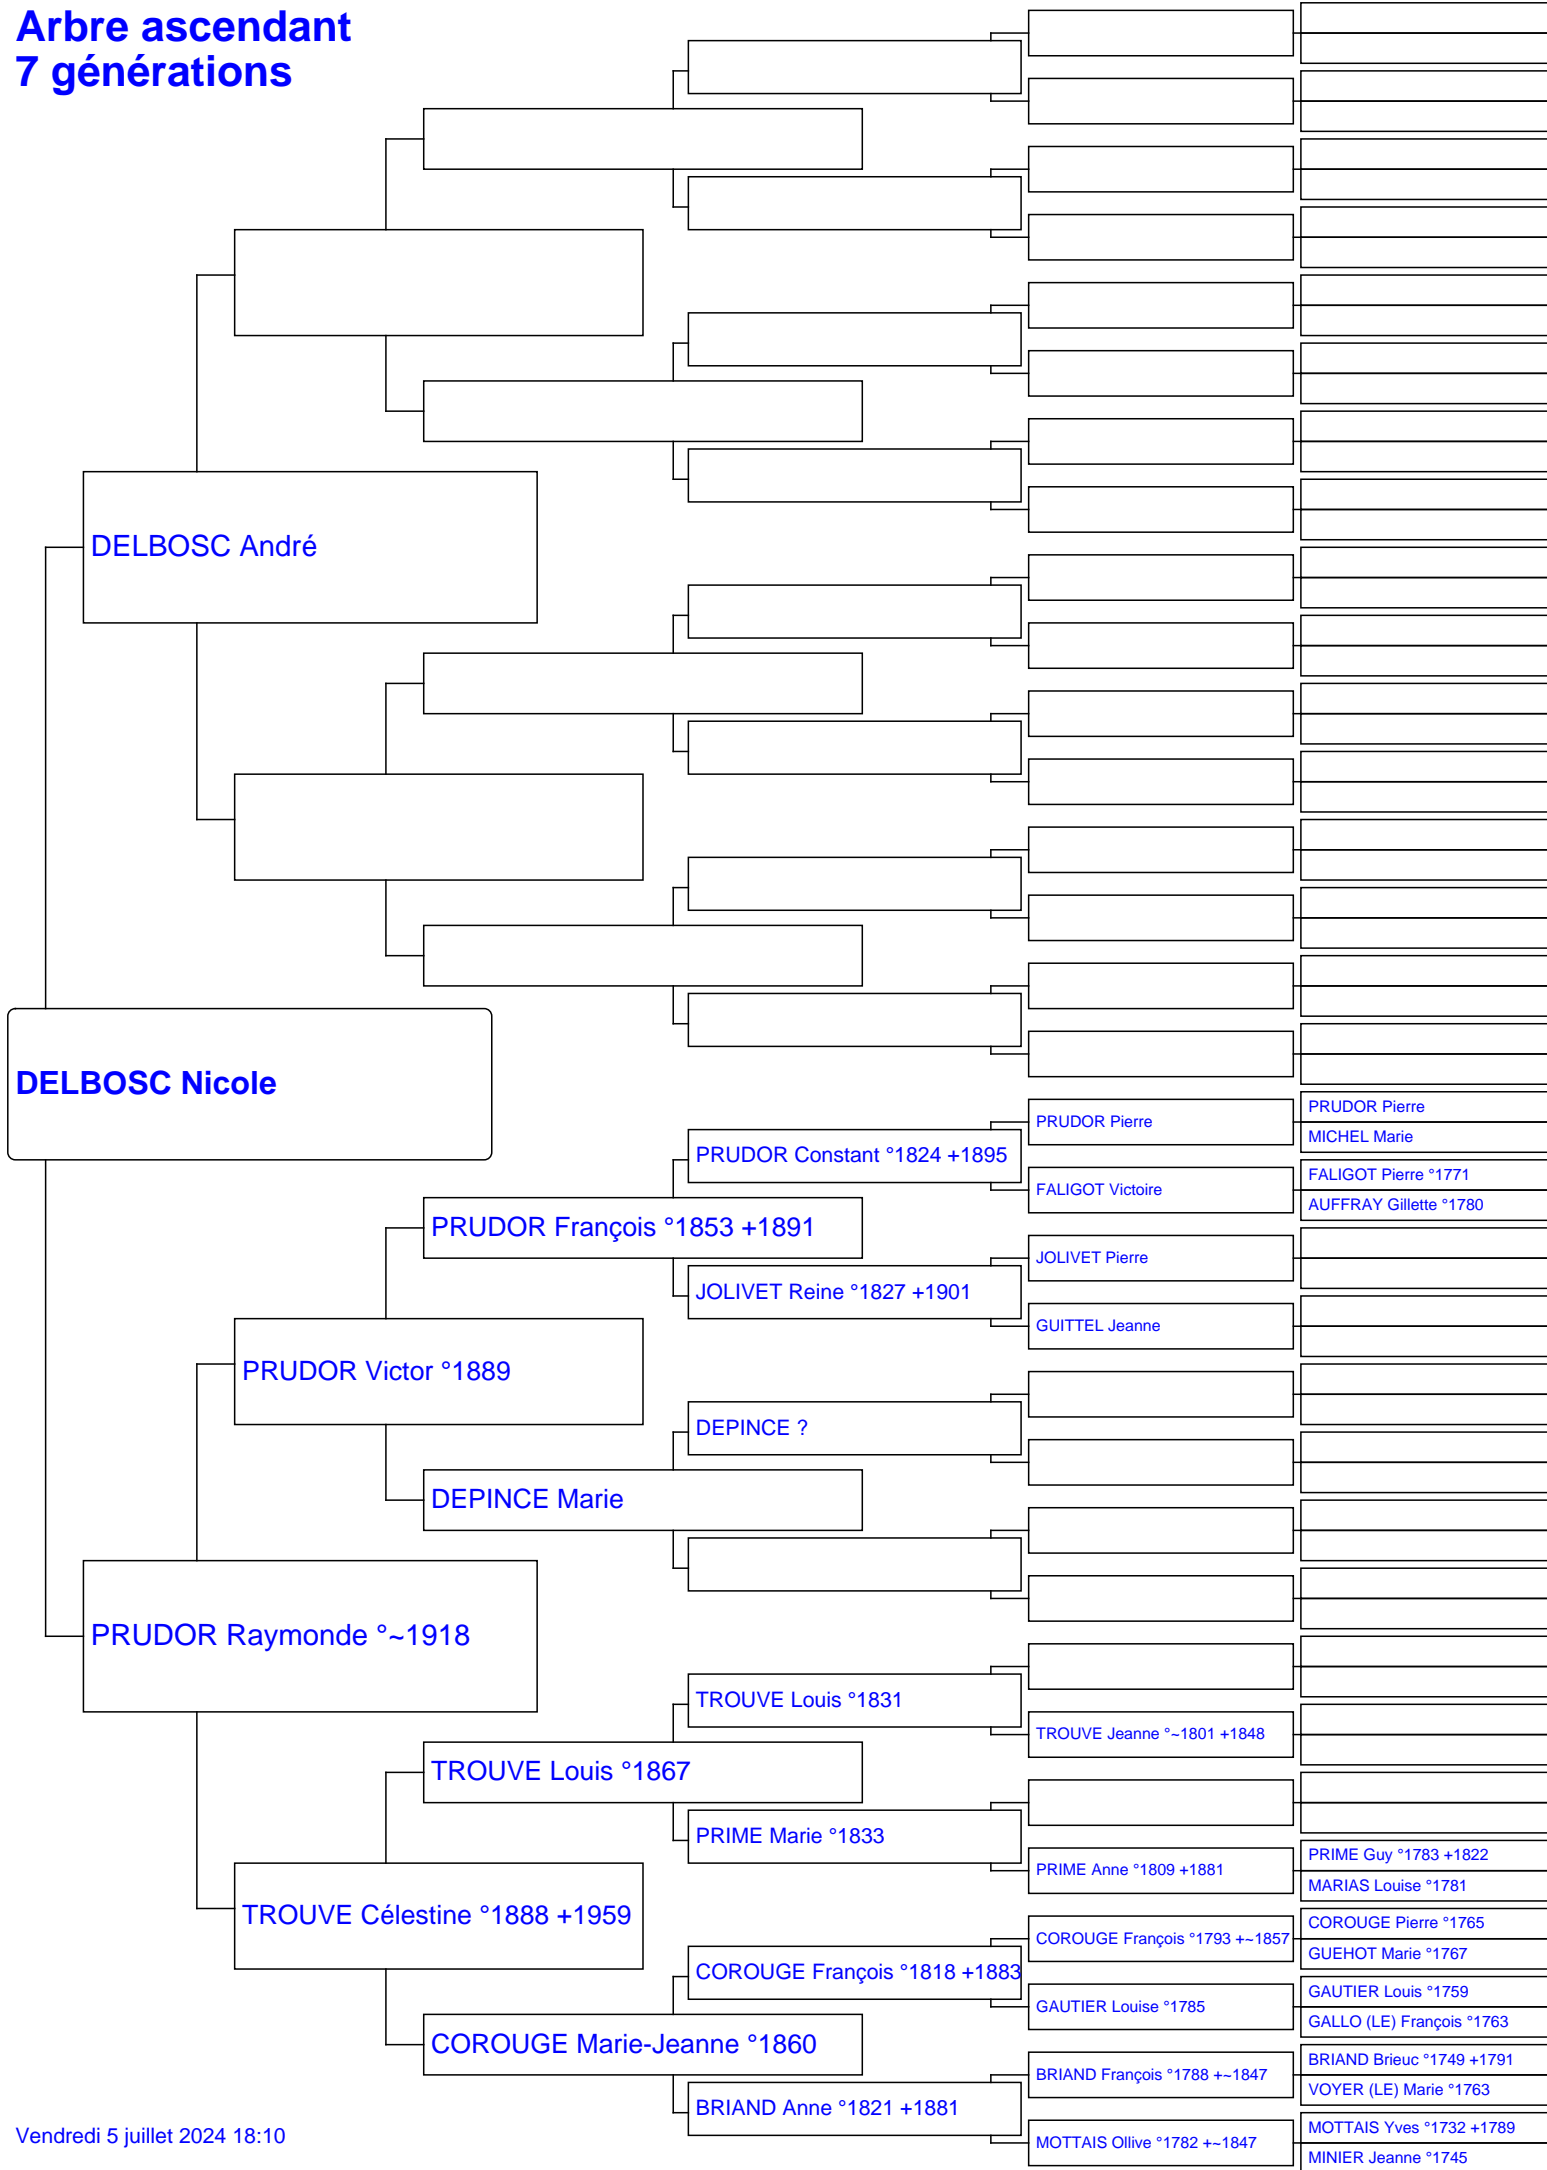 Arbre ascendant
7 générations
DELBOSC André
DELBOSC Nicole
PRUDOR Pierre
MICHEL Marie
PRUDOR Pierre
PRUDOR Constant °1824 +1895
FALIGOT Pierre °1771
FALIGOT Victoire
AUFFRAY Gillette °1780
PRUDOR François °1853 +1891
JOLIVET Pierre
JOLIVET Reine °1827 +1901
GUITTEL Jeanne
PRUDOR Victor °1889
DEPINCE ?
DEPINCE Marie
PRUDOR Raymonde °~1918
TROUVE Louis °1831
TROUVE Jeanne °~1801 +1848
TROUVE Louis °1867
PRIME Marie °1833
PRIME Guy °1783 +1822
PRIME Anne °1809 +1881
MARIAS Louise °1781
TROUVE Célestine °1888 +1959
COROUGE Pierre °1765
COROUGE François °1793 +~1857
GUEHOT Marie °1767
COROUGE François °1818 +1883
GAUTIER Louis °1759
GAUTIER Louise °1785
GALLO (LE) François °1763
COROUGE Marie-Jeanne °1860
BRIAND Brieuc °1749 +1791
BRIAND François °1788 +~1847
VOYER (LE) Marie °1763
BRIAND Anne °1821 +1881
MOTTAIS Yves °1732 +1789
MOTTAIS Ollive °1782 +~1847
MINIER Jeanne °1745
Vendredi 5 juillet 2024 18:10